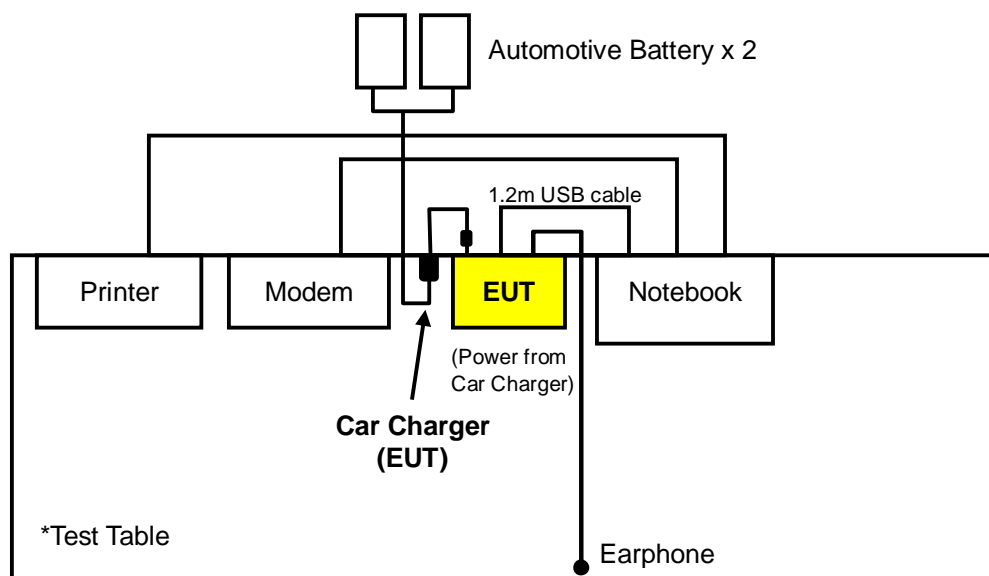 Automotive Battery x 2
1.2m USB cable
Printer
Modem
EUT
Notebook
(Power from
Car Charger)
Car Charger
(EUT)
*Test Table
Earphone